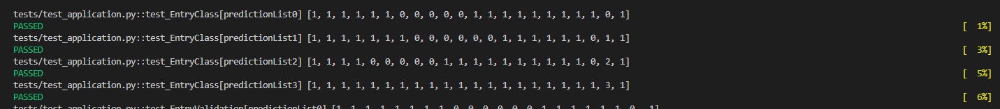 tests/test_application.py::test_EntryClass[predictionList0] [1, 1, 1, 1, 1, 1, 0, 0, 0, 0, 0, 1, 1, 1, 1, 1, 1, 1, 1, 1, 0, 1]
PASSED [ 1%]
tests/test_application.py::test_EntryClass[predictionList1] [1, 1, 1, 1, 1, 1, 1, 0, 0, 0, 0, 0, 0, 1, 1, 1, 1, 1, 1, 0, 1, 1]
PASSED [ 3%]
tests/test_application.py::test_EntryClass[predictionList2] [1, 1, 1, 1, 0, 0, 0, 0, 0, 1, 1, 1, 1, 1, 1, 1, 1, 1, 1, 0, 2, 1]
PASSED [ 5%]
tests/test_application.py::test_EntryClass[predictionList3] [1, 1, 1, 1, 1, 1, 1, 1, 1, 1, 1, 1, 1, 1, 1, 1, 1, 1, 1, 1, 3, 1]
PASSED [ 6%]
tests/test_application.py::test_EntryValidation[predictionList0]